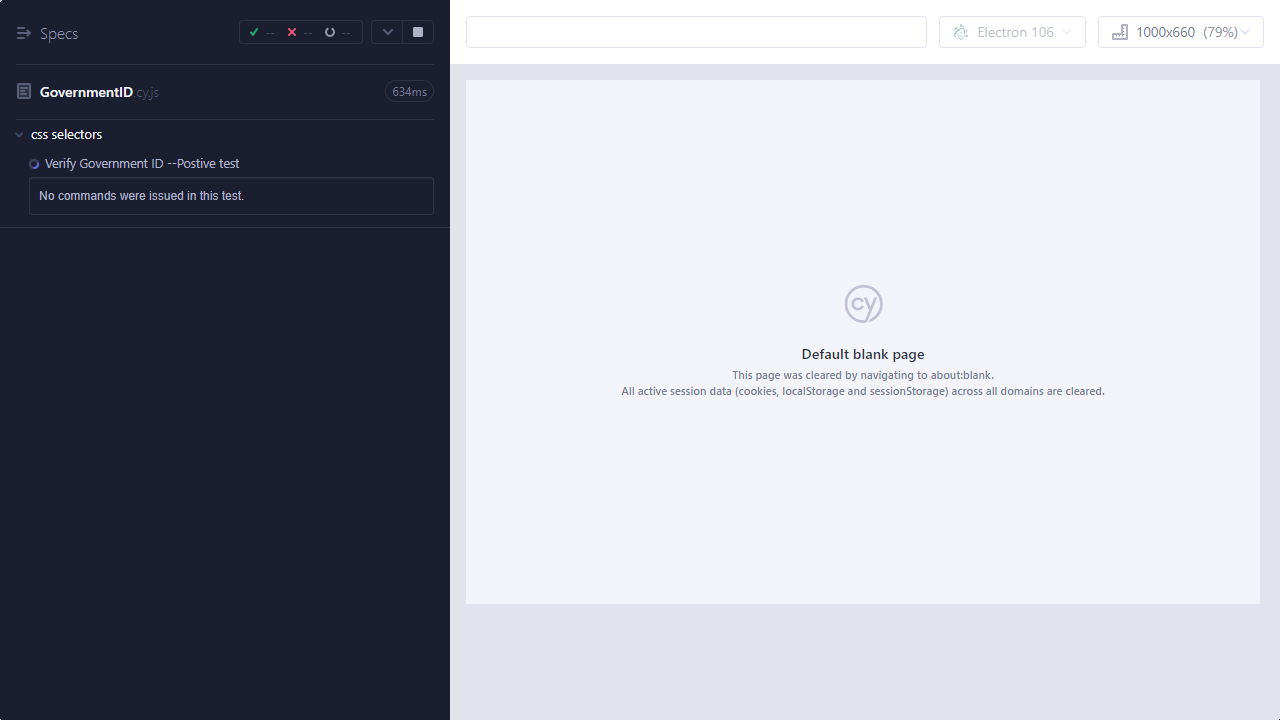 Specs
-- -- --
GovernmentID.cy.js
634ms
css selectors
Verify Government ID --Postive test
No commands were issued in this test.
Electron 106
1000x660 (79%)
cy
Default blank page
This page was cleared by navigating to about:blank.
All active session data (cookies, localStorage and sessionStorage) across all domains are cleared.